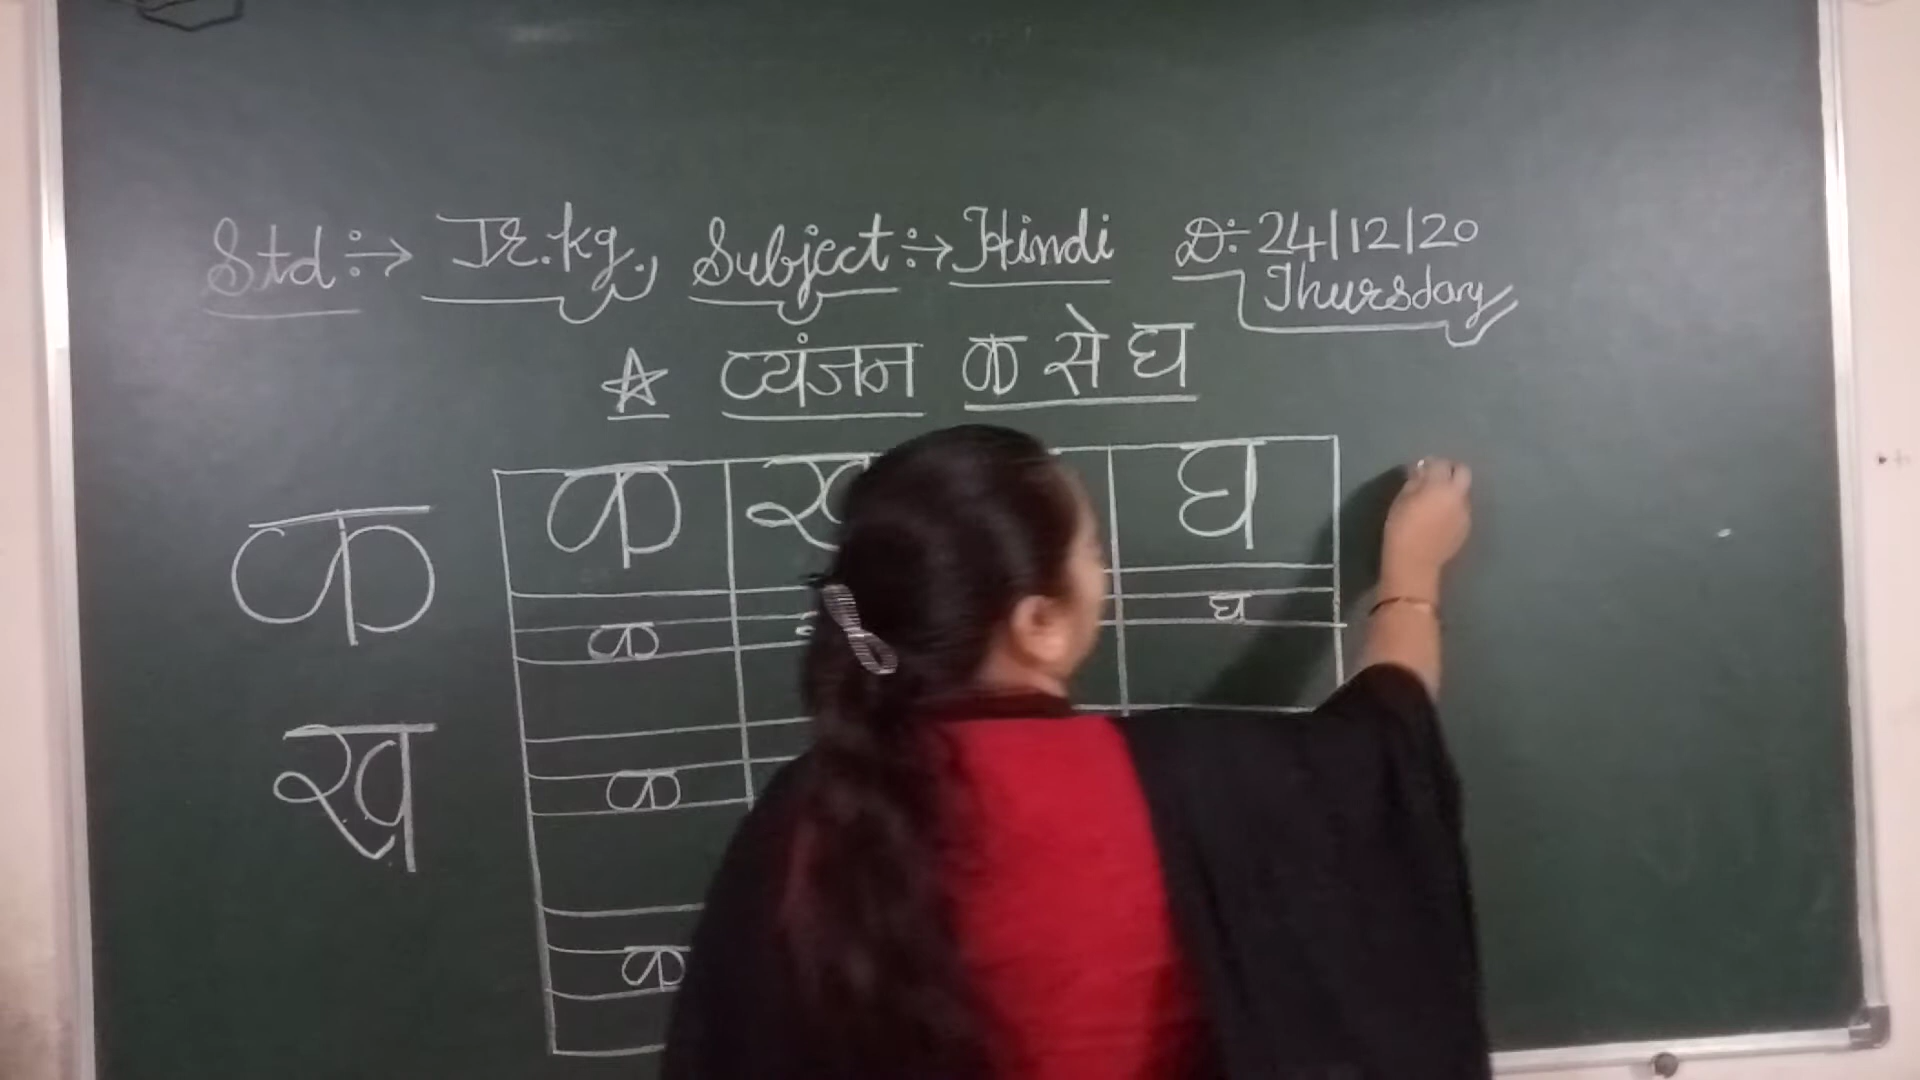 Std :→ Jr.kg., Subject :→ Hindi D:- 24/12/20
Thursday
☆ व्यंजन क से घ
क ख घ
क
क घ
ख
क
क